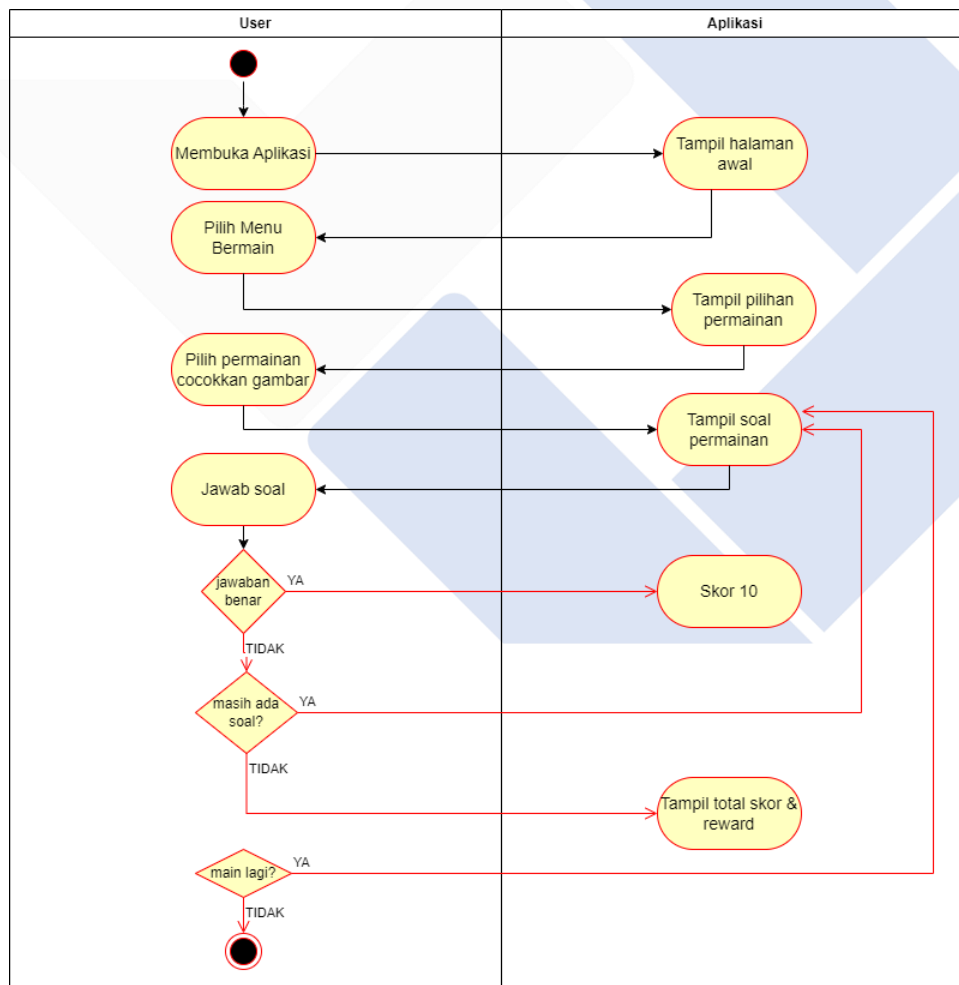 User
Aplikasi
Membuka Aplikasi
Tampil halaman
awal
Pilih Menu
Bermain
Tampil pilihan
permainan
Pilih permainan
cocokkan gambar
Tampil soal
permainan
Jawab soal
jawaban
benar
YA
Skor 10
TIDAK
masih ada
soal?
YA
TIDAK
Tampil total skor &
reward
main lagi?
YA
TIDAK